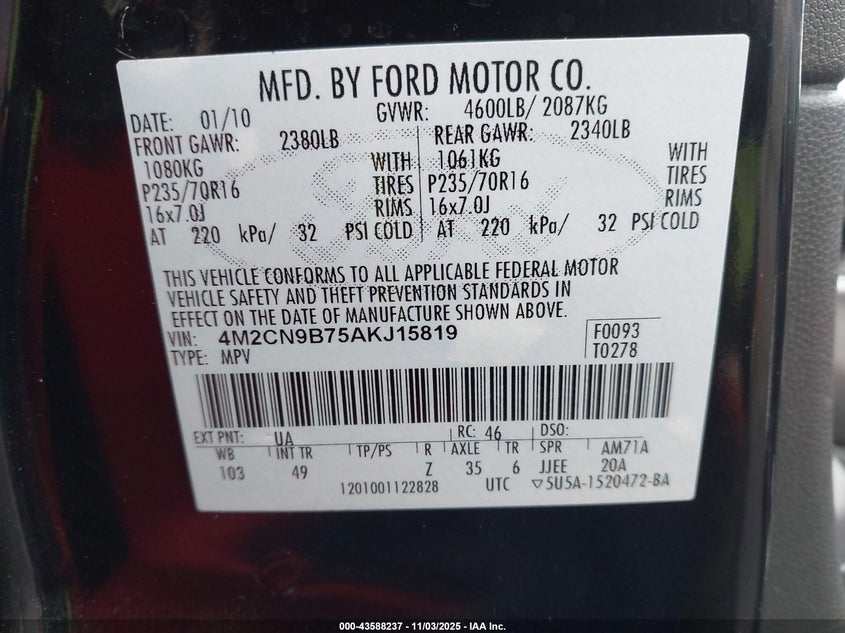 MFD. BY FORD MOTOR CO.
DATE: 01/10 GVWR: 4600LB/ 2087KG
FRONT GAWR: 2380LB REAR GAWR: 2340LB
1080KG WITH 1061KG WITH
P235/70R16 TIRES P235/70R16 TIRES
16x7.0J RIMS 16x7.0J RIMS
AT 220 kPa/ 32 PSI COLD AT 220 kPa/ 32 PSI COLD
THIS VEHICLE CONFORMS TO ALL APPLICABLE FEDERAL MOTOR
VEHICLE SAFETY AND THEFT PREVENTION STANDARDS IN
EFFECT ON THE DATE OF MANUFACTURE SHOWN ABOVE.
VIN: 4M2CN9B75AKJ15819 F0093
TYPE: MPV T0278
EXT PNT: UA RC: 46 DSO:
WB INT TR TP/PS R AXLE TR SPR AM71A
103 49 Z 35 6 JJEE 20A
1201001122828 UTC ▽5U5A-1520472-BA
000-43588237 - 11/03/2025 - IAA Inc.